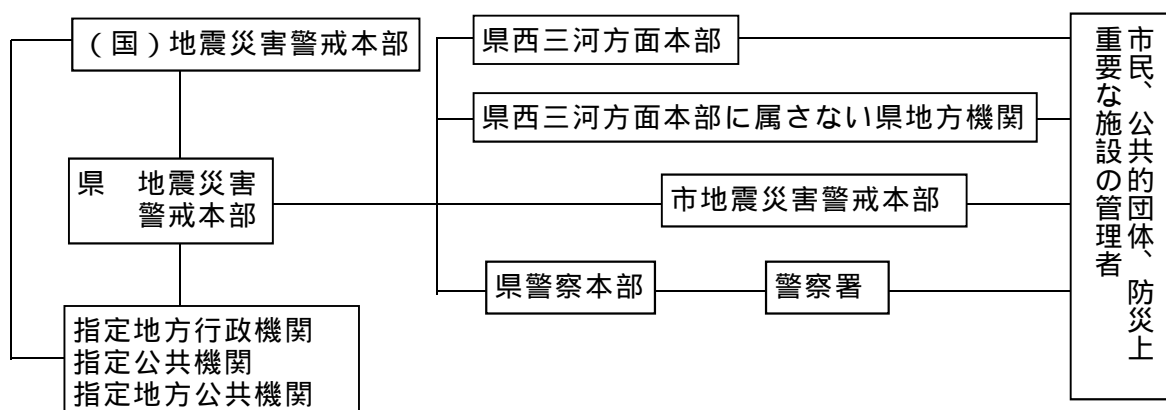 （国）地震災害警戒本部
県　地震災害
警戒本部
指定地方行政機関
指定公共機関
指定地方公共機関
県西三河方面本部
県西三河方面本部に属さない県地方機関
市地震災害警戒本部
県警察本部
警察署
市民、公共的団体、防災上
重要な施設の管理者